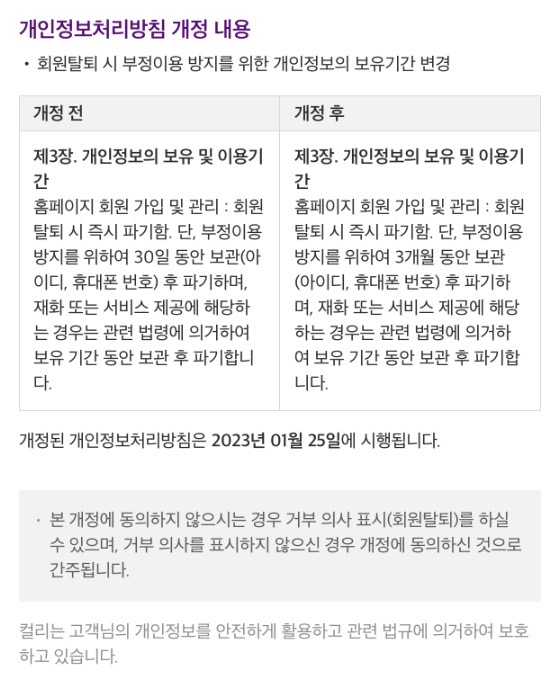 개인정보처리방침 개정 내용
• 회원탈퇴 시 부정이용 방지를 위한 개인정보의 보유기간 변경
개정 전
제3장. 개인정보의 보유 및 이용기
간
홈페이지 회원 가입 및 관리 : 회원
탈퇴 시 즉시 파기함. 단, 부정이용
방지를 위하여 30일 동안 보관(아
이디, 휴대폰 번호) 후 파기하며,
재화 또는 서비스 제공에 해당하
는 경우는 관련 법령에 의거하여
보유 기간 동안 보관 후 파기합니
다.
개정 후
제3장. 개인정보의 보유 및 이용기
간
홈페이지 회원 가입 및 관리 : 회원
탈퇴 시 즉시 파기함. 단, 부정이용
방지를 위하여 3개월 동안 보관
(아이디, 휴대폰 번호) 후 파기하
며, 재화 또는 서비스 제공에 해당
하는 경우는 관련 법령에 의거하
여 보유 기간 동안 보관 후 파기합
니다.
개정된 개인정보처리방침은 2023년 01월 25일에 시행됩니다.
· 본 개정에 동의하지 않으시는 경우 거부 의사 표시(회원탈퇴)를 하실
수 있으며, 거부 의사를 표시하지 않으신 경우 개정에 동의하신 것으로
간주됩니다.
컬리는 고객님의 개인정보를 안전하게 활용하고 관련 법규에 의거하여 보호
하고 있습니다.